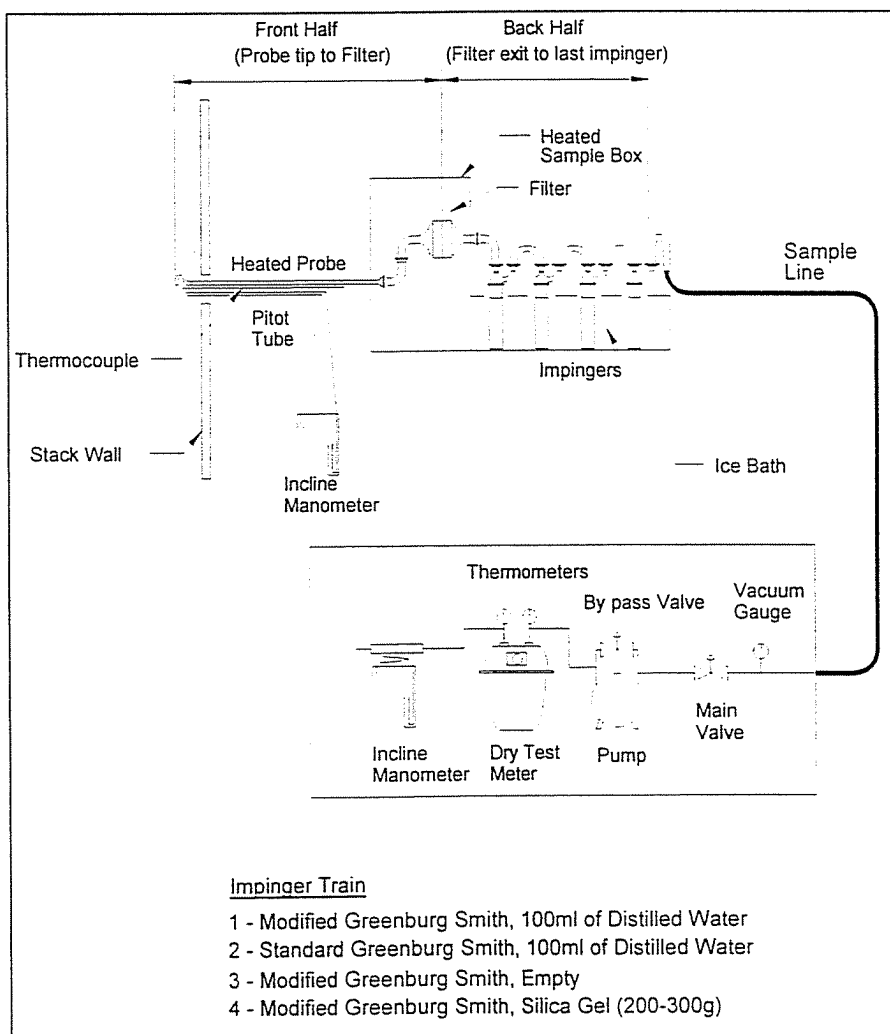 Front Half
(Probe tip to Filter)
Back Half
(Filter exit to last impinger)
Heated
Sample Box
Filter
Heated Probe
Sample
Line
Pitot
Tube
Thermocouple
Impingers
Stack Wall
Ice Bath
Incline
Manometer
Thermometers
By pass Valve
Vacuum
Gauge
Main
Valve
Incline
Manometer
Dry Test
Meter
Pump
Impinger Train
1 - Modified Greenburg Smith, 100ml of Distilled Water
2 - Standard Greenburg Smith, 100ml of Distilled Water
3 - Modified Greenburg Smith, Empty
4 - Modified Greenburg Smith, Silica Gel (200-300g)